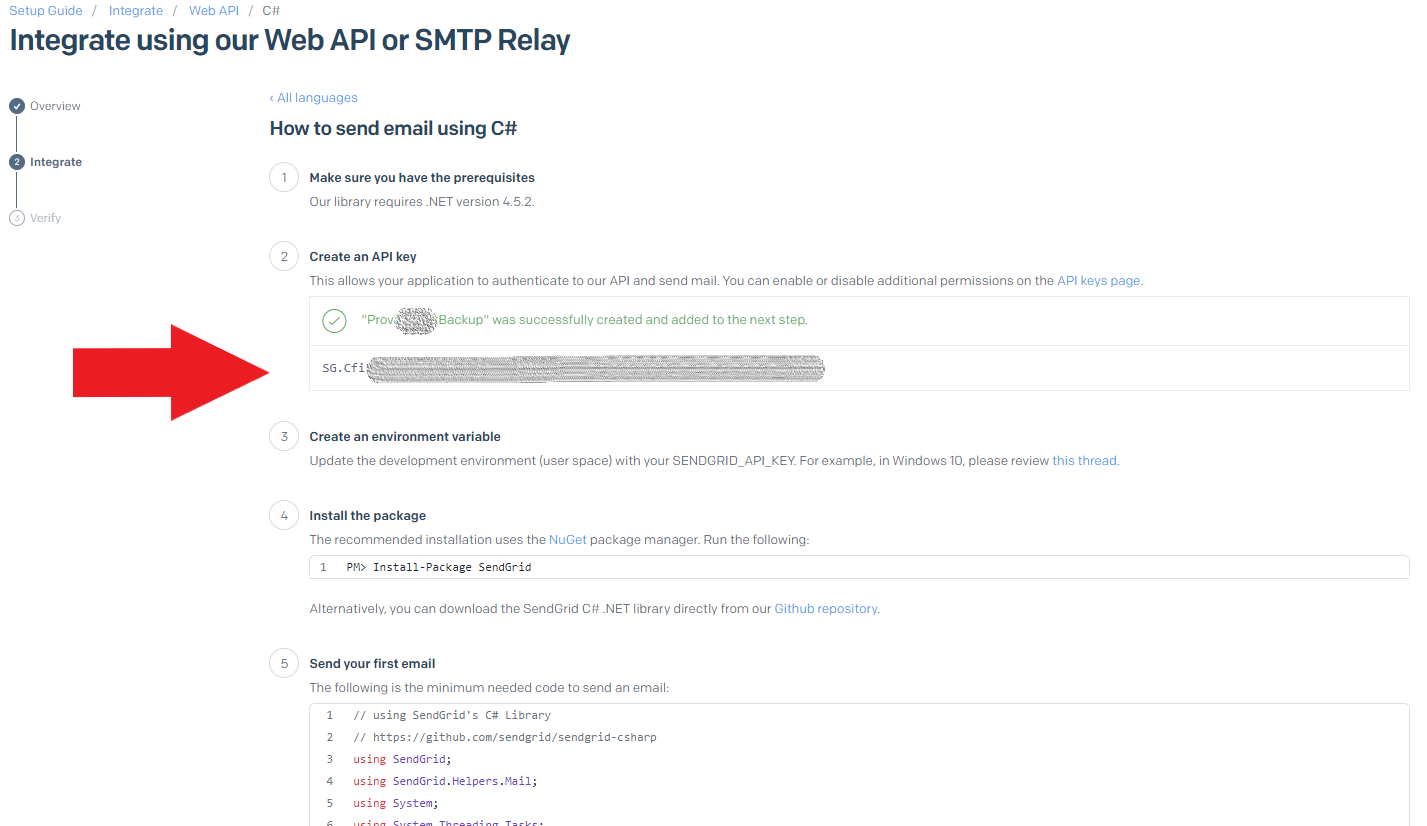 Setup Guide / Integrate / Web API / C#
Integrate using our Web API or SMTP Relay
Overview
2 Integrate
3 Verify
‹ All languages
How to send email using C#
1 Make sure you have the prerequisites
Our library requires .NET version 4.5.2.
2 Create an API key
This allows your application to authenticate to our API and send mail. You can enable or disable additional permissions on the API keys page.
"Prov Backup" was successfully created and added to the next step.
SG.Cfi
3 Create an environment variable
Update the development environment (user space) with your SENDGRID_API_KEY. For example, in Windows 10, please review this thread.
4 Install the package
The recommended installation uses the NuGet package manager. Run the following:
1 PM> Install-Package SendGrid
Alternatively, you can download the SendGrid C# .NET library directly from our Github repository.
5 Send your first email
The following is the minimum needed code to send an email:
1 // using SendGrid's C# Library
2 // https://github.com/sendgrid/sendgrid-csharp
3 using SendGrid;
4 using SendGrid.Helpers.Mail;
5 using System;
6 using System.Threading.Tasks;